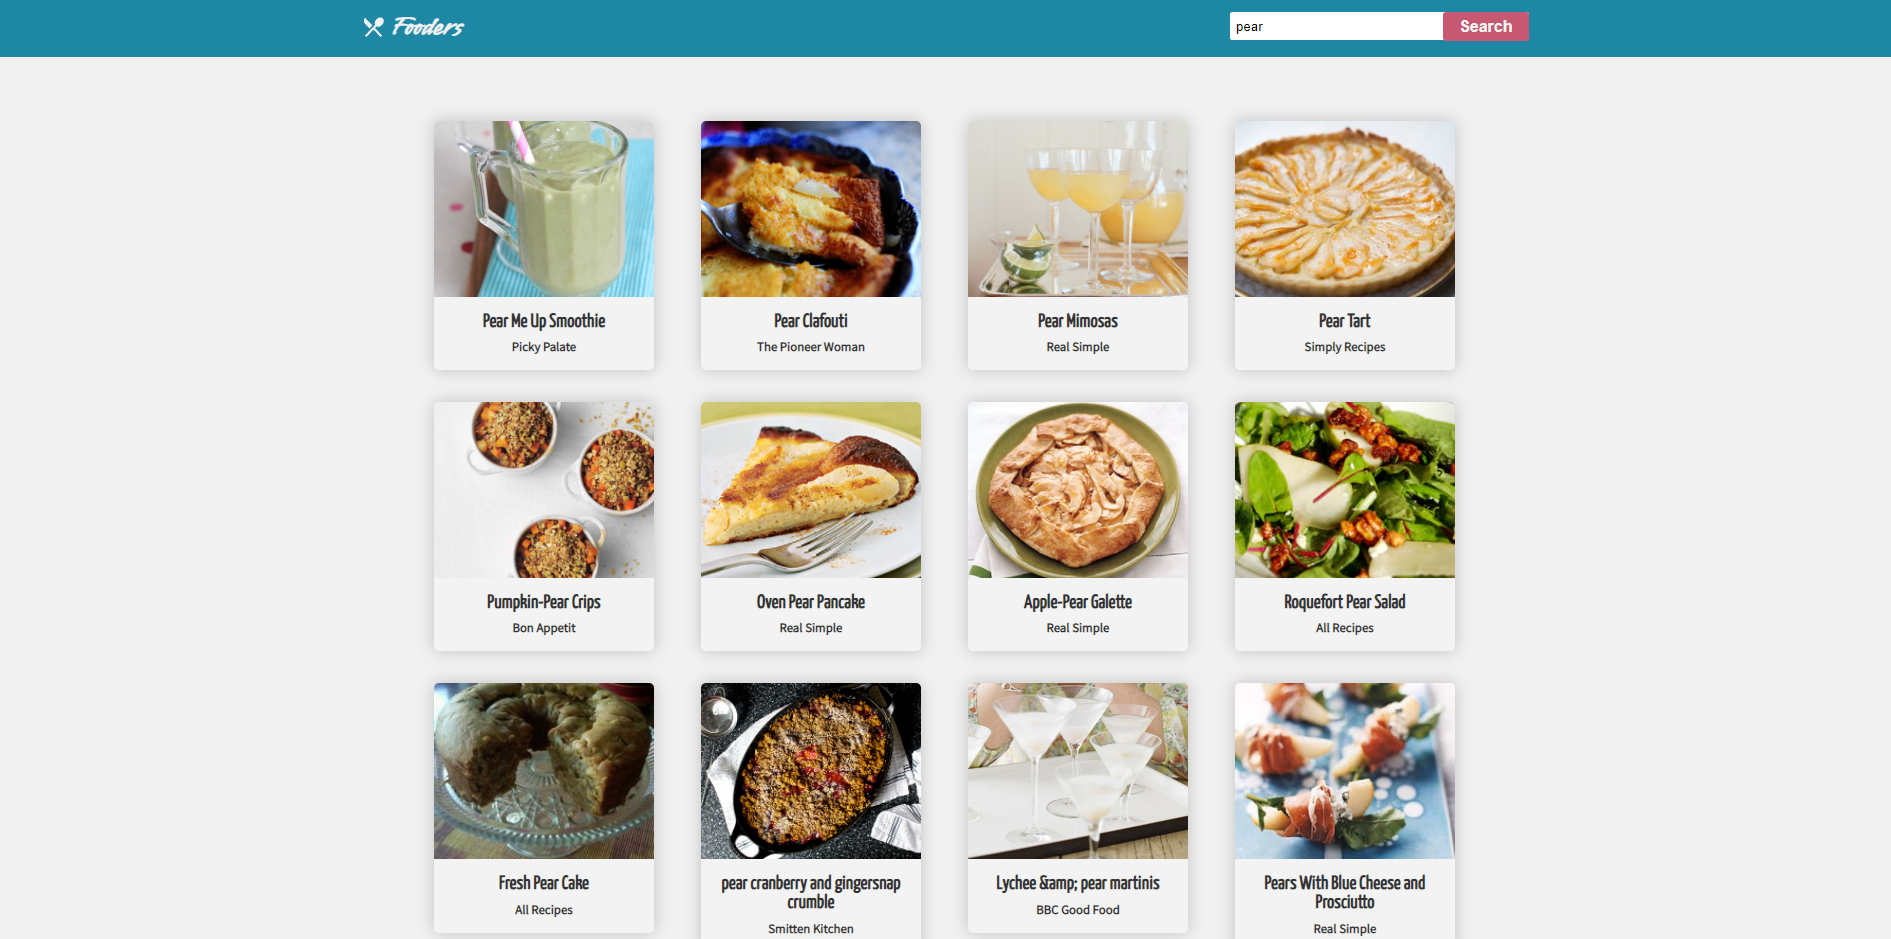 Fooders
pear
Search
Pear Me Up Smoothie
Picky Palate
Pear Clafouti
The Pioneer Woman
Pear Mimosas
Real Simple
Pear Tart
Simply Recipes
Pumpkin-Pear Crips
Bon Appetit
Oven Pear Pancake
Real Simple
Apple-Pear Galette
Real Simple
Roquefort Pear Salad
All Recipes
Fresh Pear Cake
All Recipes
pear cranberry and gingersnap
crumble
Smitten Kitchen
Lychee &amp; pear martinis
BBC Good Food
Pears With Blue Cheese and
Prosciutto
Real Simple